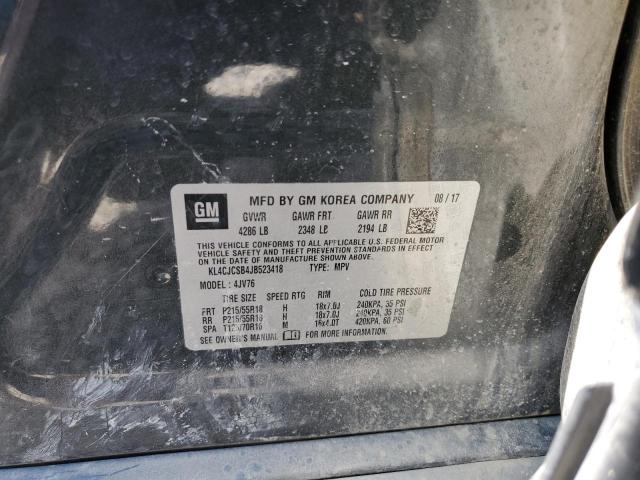 GM MFD BY GM KOREA COMPANY 08/17
GVWR GAWR FRT GAWR RR
4286 LB 2348 LB 2194 LB
THIS VEHICLE CONFORMS TO ALL APPLICABLE U.S. FEDERAL MOTOR
VEHICLE SAFETY AND THEFT PREVENTION STANDARDS IN EFFECT
ON THE DATE OF MANUFACTURE SHOWN ABOVE.
KL4CJCSB4JB523418 TYPE: MPV
MODEL: 4JV76
TIRE SIZE SPEED RTG RIM COLD TIRE PRESSURE
FRT P215/55R18 H 18x7.0J 240KPA, 35 PSI
RR P215/55R18 H 18x7.0J 240KPA, 35 PSI
SPA T125/70R16 M 16x4.0T 420KPA, 60 PSI
SEE OWNER'S MANUAL